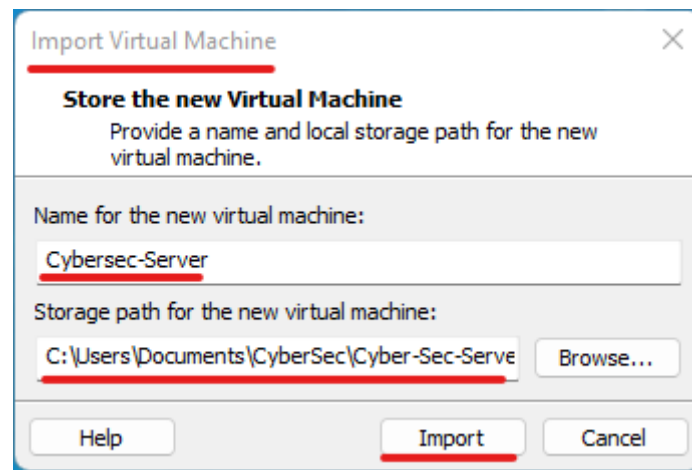 Import Virtual Machine
Store the new Virtual Machine
Provide a name and local storage path for the new
virtual machine.
Name for the new virtual machine:
Cybersec-Server
Storage path for the new virtual machine:
C:\Users\Documents\CyberSec\Cyber-Sec-Serve
Browse...
Help
Import
Cancel